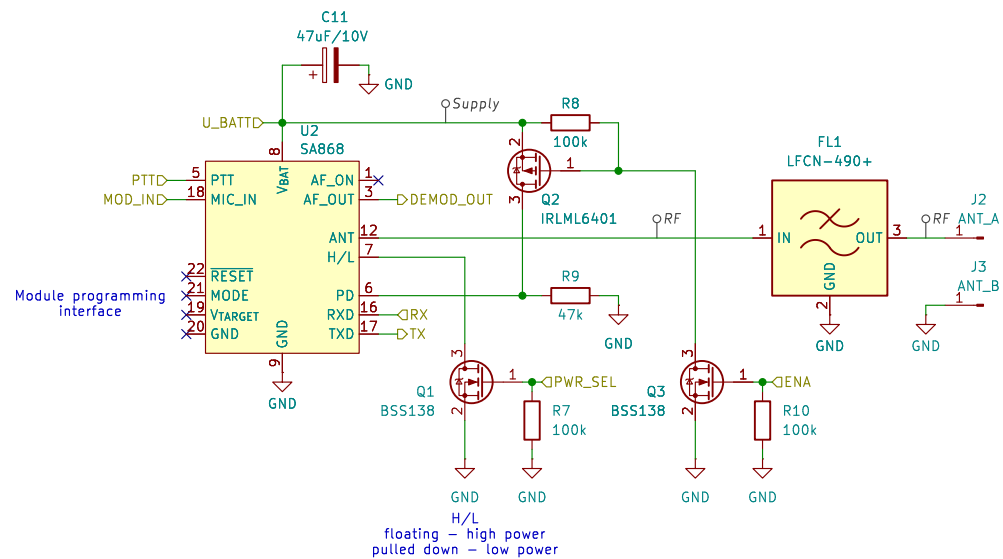 C11
47uF/10V
+
GND
Supply
U_BATT
R8
100k
U2
SA868
8
2
1
3
Q2
IRLML6401
FL1
LFCN-490+
PTT
5
PTT
VBAT
AF_ON
1
MOD_IN
18
MIC_IN
AF_OUT
3
DEMOD_OUT
ANT
12
RF
1
IN
OUT
3
GND
2
GND
RF
J2
ANT_A
1
H/L
7
22
RESET
Module programming
interface
21
MODE
PD
6
R9
47k
GND
J3
ANT_B
1
GND
19
VTARGET
RXD
16
RX
20
GND
TXD
17
TX
GND
9
GND
3
Q1
BSS138
1
2
PWR_SEL
R7
100k
GND
GND
3
Q3
BSS138
1
2
ENA
R10
100k
GND
GND
H/L
floating – high power
pulled down – low power